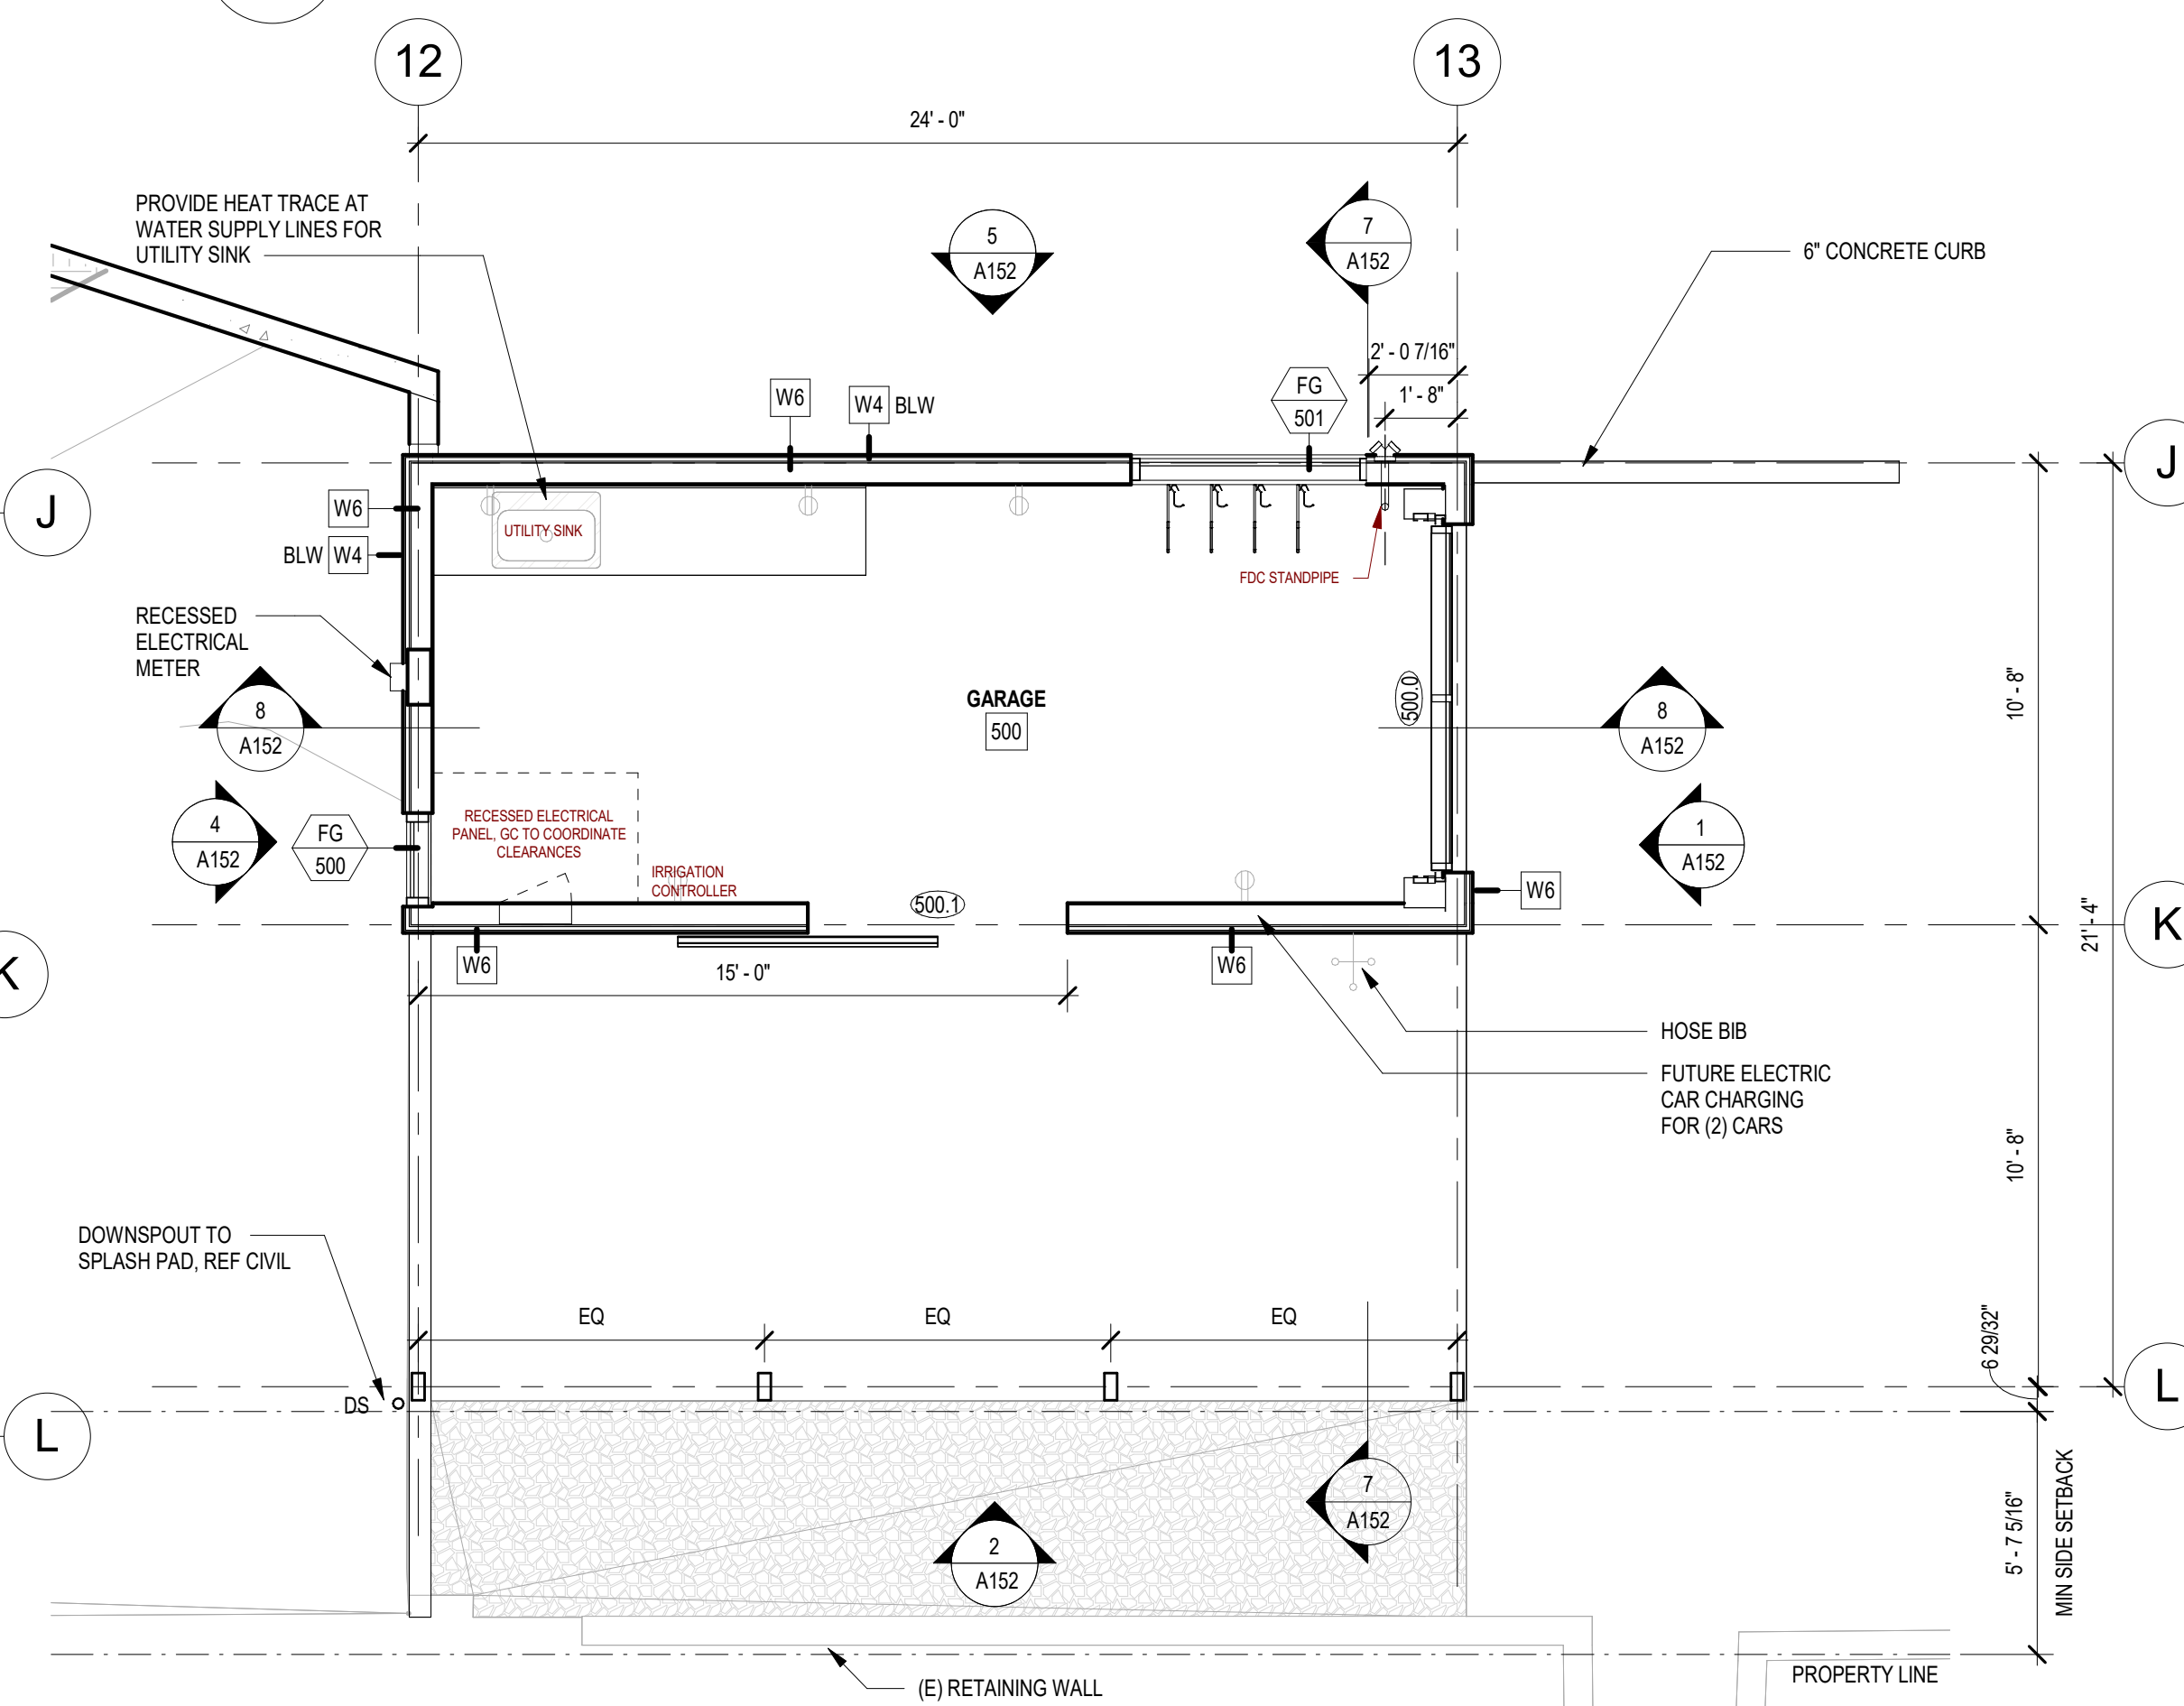 12
13
24' - 0"
PROVIDE HEAT TRACE AT
WATER SUPPLY LINES FOR
UTILITY SINK
5
A152
7
A152
6" CONCRETE CURB
2' - 0 7/16"
1' - 8"
FG
501
W6
W4 BLW
J
J
W6
BLW W4
UTILITY SINK
FDC STANDPIPE
RECESSED
ELECTRICAL
METER
8
A152
GARAGE
500
500.0
8
A152
10' - 8"
4
A152
FG
500
RECESSED ELECTRICAL
PANEL, GC TO COORDINATE
CLEARANCES
IRRIGATION
CONTROLLER
500.1
1
A152
W6
K
K
21' - 4"
W6
15' - 0"
W6
HOSE BIB
FUTURE ELECTRIC
CAR CHARGING
FOR (2) CARS
10' - 8"
DOWNSPOUT TO
SPLASH PAD, REF CIVIL
EQ
EQ
EQ
6 29/32"
DS
L
L
7
A152
2
A152
5' - 7 5/16"
MIN SIDE SETBACK
PROPERTY LINE
(E) RETAINING WALL